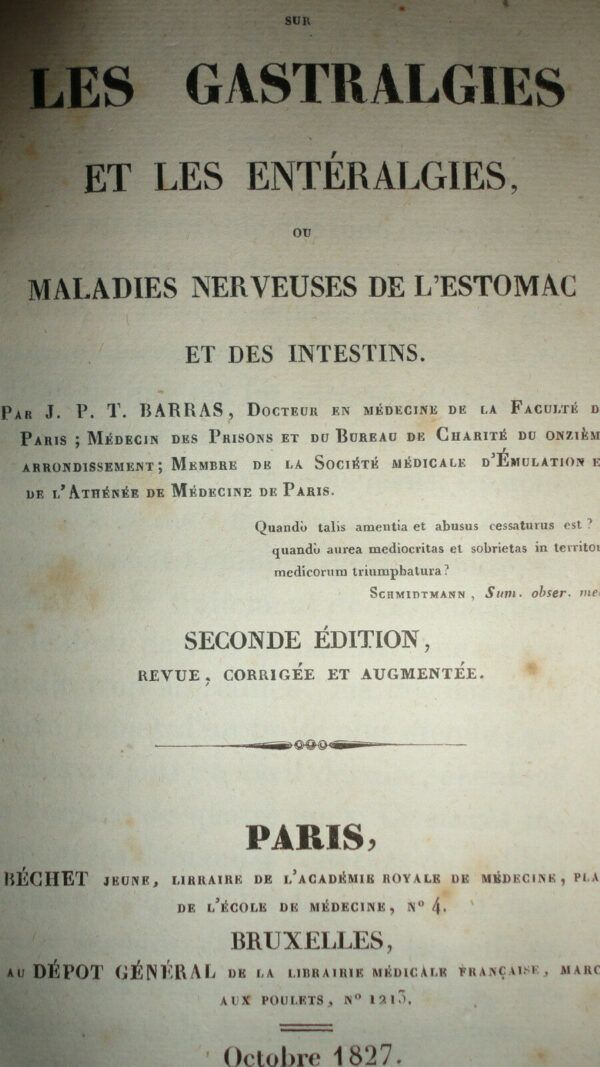 SUR
LES GASTRALGIES
ET LES ENTÉRALGIES,
OU
MALADIES NERVEUSES DE L'ESTOMAC
ET DES INTESTINS.
PAR J. P. T. BARRAS, DOCTEUR EN MÉDECINE DE LA FACULTÉ D
PARIS ; MÉDECIN DES PRISONS ET DU BUREAU DE CHARITÉ DU ONZIÈM
ARRONDISSEMENT ; MEMBRE DE LA SOCIÉTÉ MÉDICALE D'ÉMULATION E
DE L'ATHÉNÉE DE MÉDECINE DE PARIS.
Quandò talis amentia et abusus cessaturus est ?
quandò aurea mediocritas et sobrietas in territo
medicorum triumphatura ?
SCHMIDTMANN, Sum. obser. me
SECONDE ÉDITION,
REVUE, CORRIGÉE ET AUGMENTÉE.
PARIS,
BÉCHET JEUNE, LIBRAIRE DE L'ACADÉMIE ROYALE DE MÉDECINE, PLA
DE L'ÉCOLE DE MÉDECINE, Nº 4.
BRUXELLES,
AU DÉPOT GÉNÉRAL DE LA LIBRAIRIE MÉDICALE FRANÇAISE, MARC
AUX POULETS, Nº 1213.
Octobre 1827.